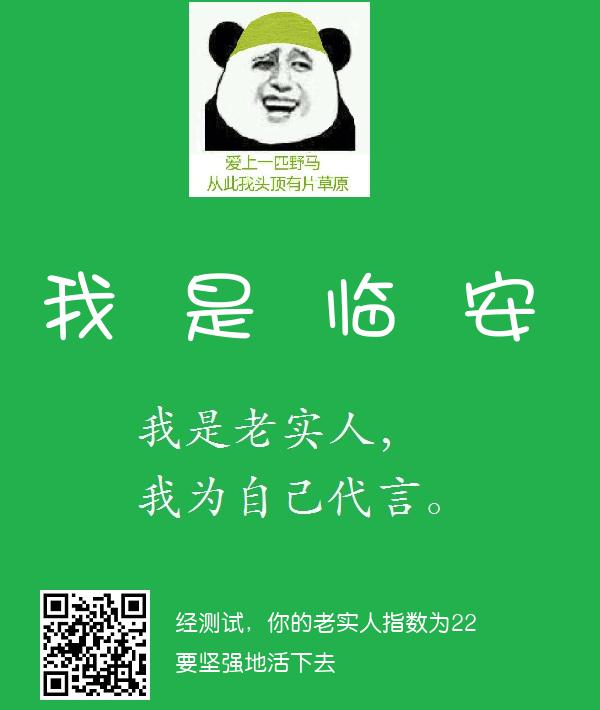 爱上一匹野马
从此我头顶有片草原
我是临安
我是老实人，
我为自己代言。
经测试，你的老实人指数为22
要坚强地活下去